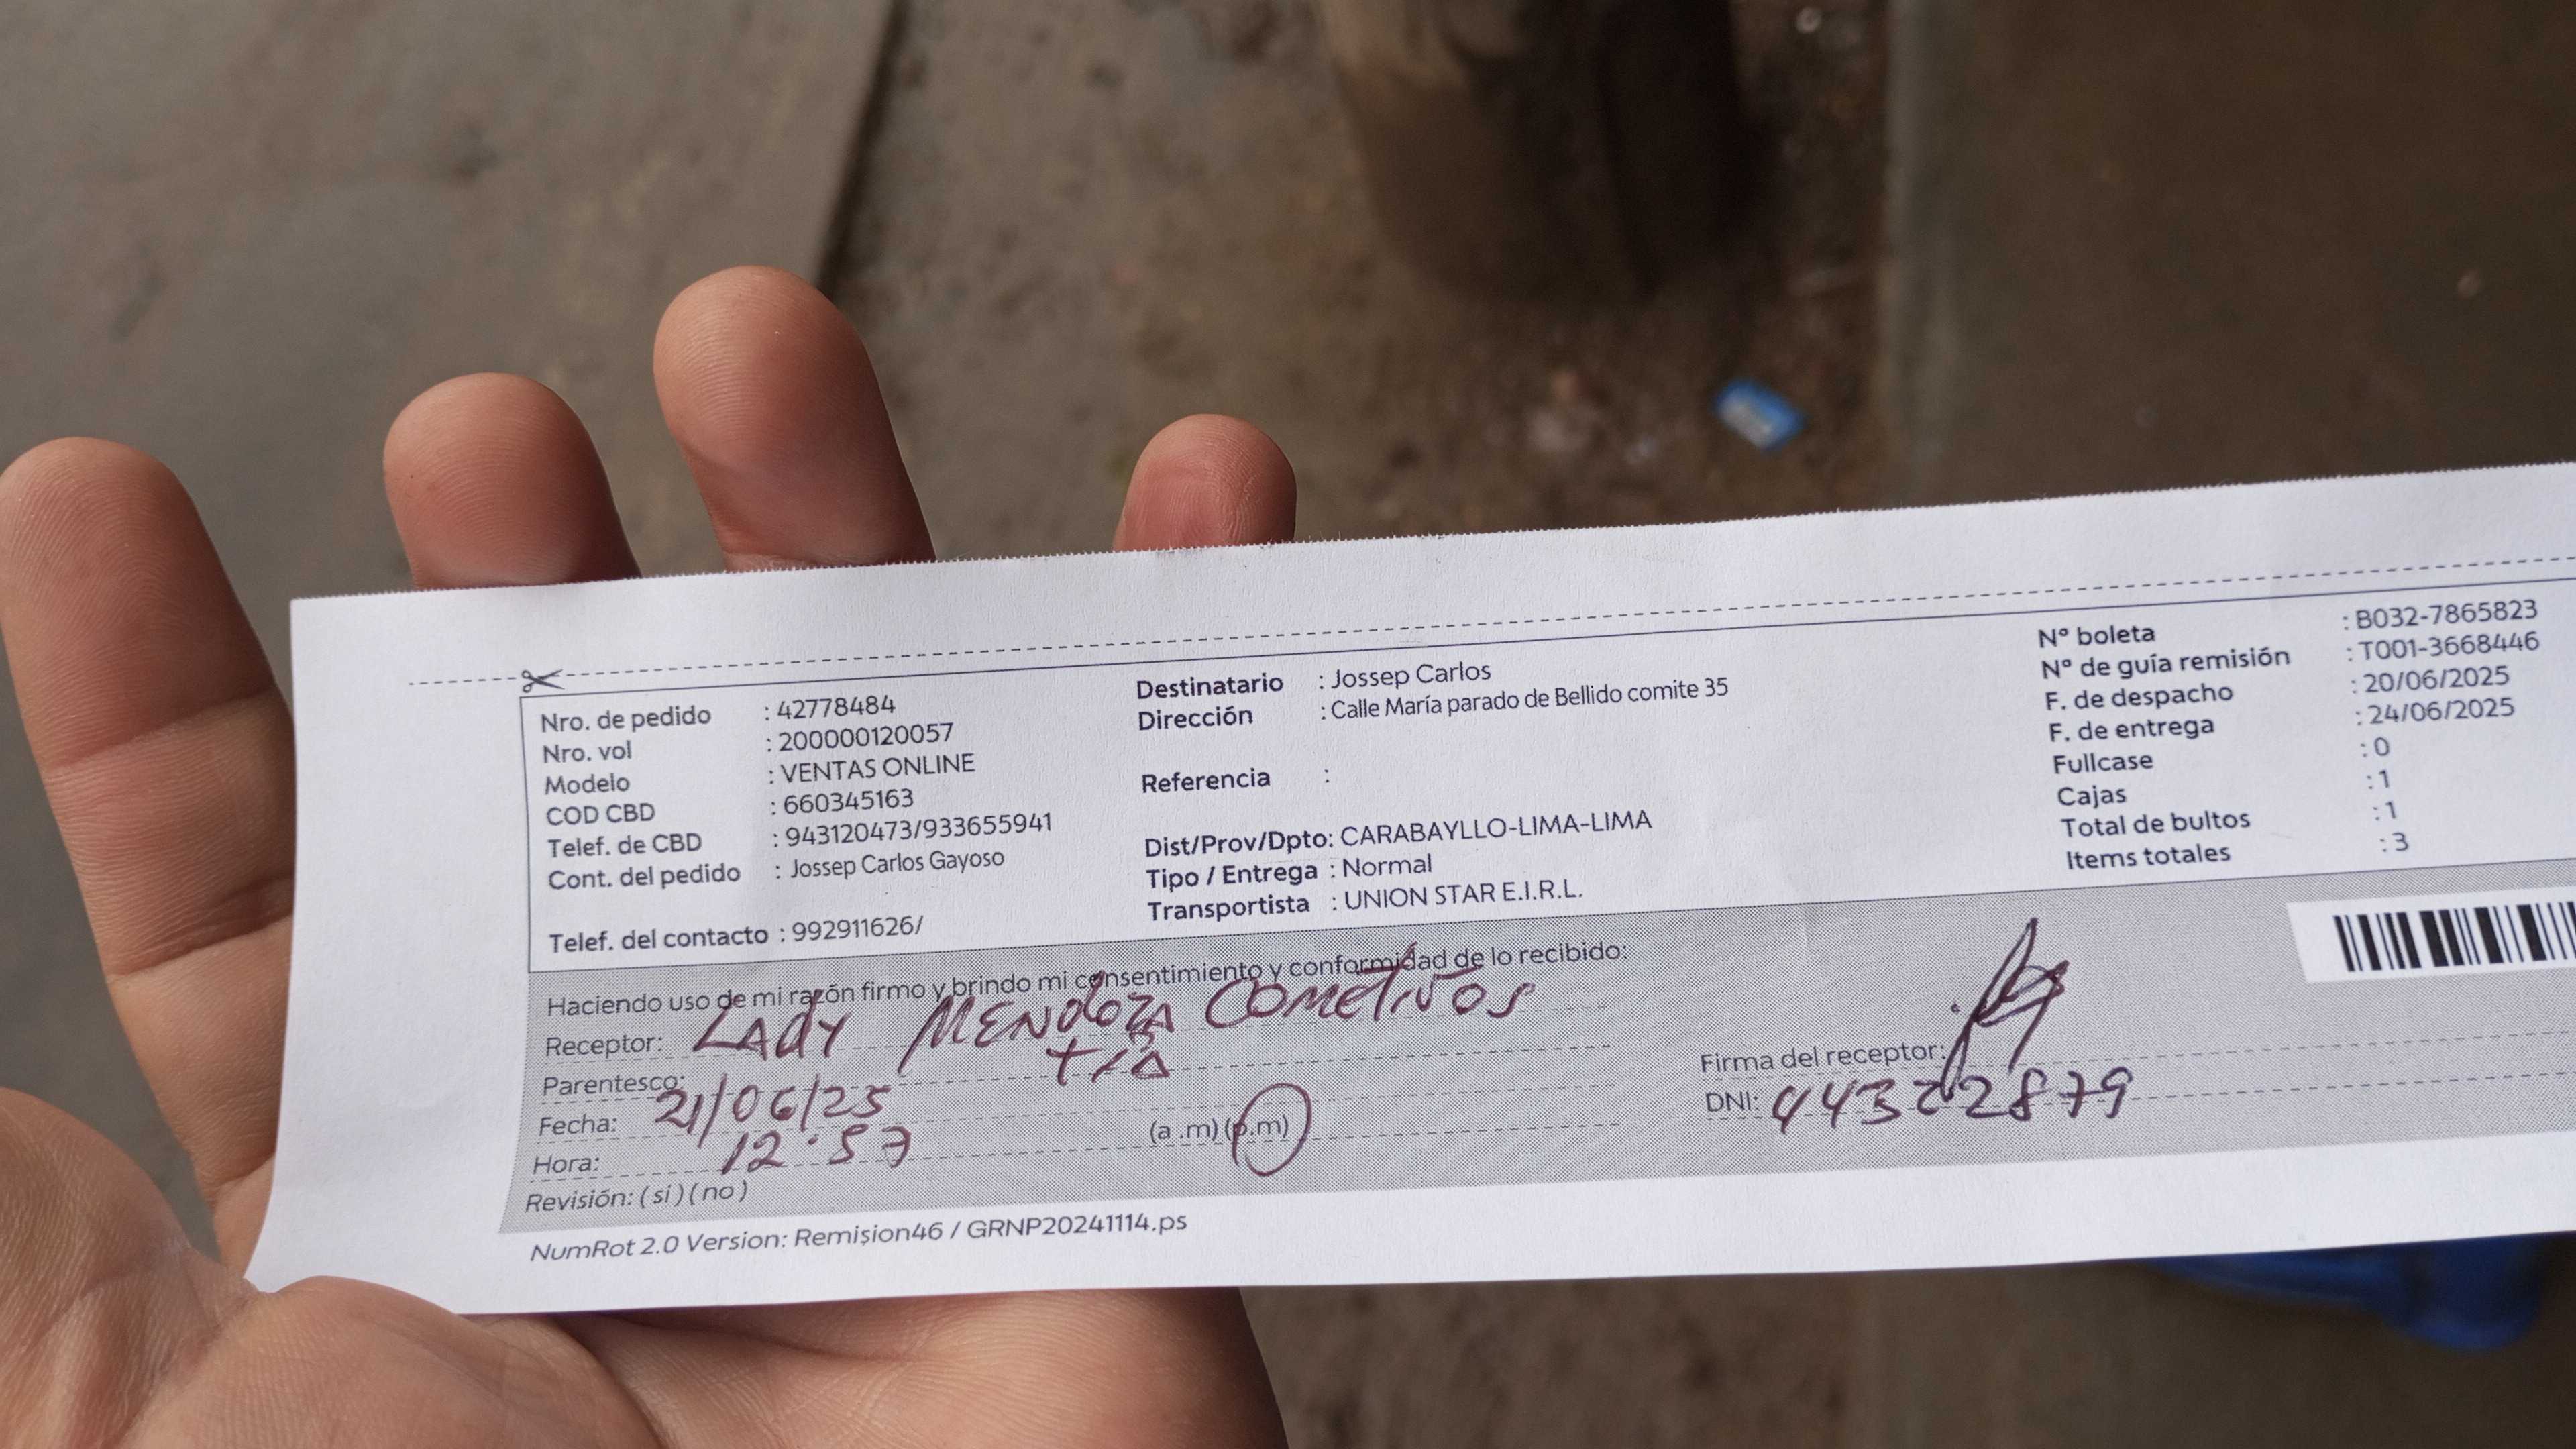 Nro. de pedido : 42778484
Nro. vol : 200000120057
Modelo : VENTAS ONLINE
COD CBD : 660345163
Telef. de CBD : 943120473/933655941
Cont. del pedido : Jossep Carlos Gayoso
Telef. del contacto : 992911626/
Destinatario : Jossep Carlos
Dirección : Calle María parado de Bellido comite 35
Referencia :
Dist/Prov/Dpto: CARABAYLLO-LIMA-LIMA
Tipo / Entrega : Normal
Transportista : UNION STAR E.I.R.L.
N° boleta : B032-7865823
N° de guía remisión : T001-3668446
F. de despacho : 20/06/2025
F. de entrega : 24/06/2025
Fullcase : 0
Cajas : 1
Total de bultos : 1
Items totales : 3
Haciendo uso de mi razón firmo y brindo mi consentimiento y conformidad de lo recibido:
Receptor: LADY MENDOZA
Parentesco: TIA
Fecha: 21/06/25
Hora: 12:57 (a .m) (p.m)
Revisión: ( si ) ( no )
Firma del receptor:
DNI: 44322879
NumRot 2.0 Version: Remision46 / GRNP20241114.ps